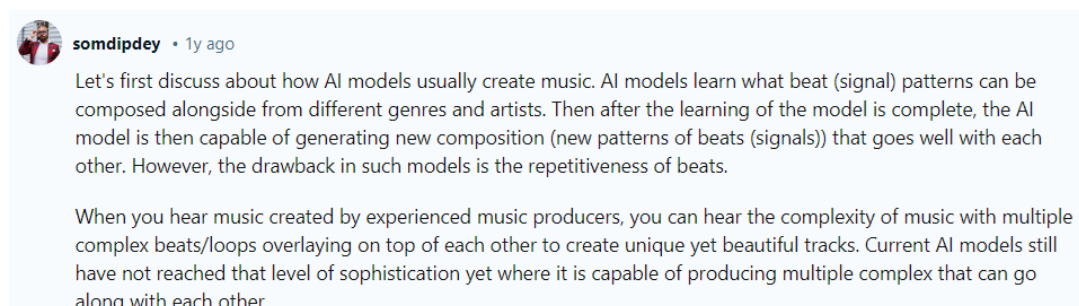 somdipdey • 1y ago
Let's first discuss about how AI models usually create music. AI models learn what beat (signal) patterns can be
composed alongside from different genres and artists. Then after the learning of the model is complete, the AI
model is then capable of generating new composition (new patterns of beats (signals)) that goes well with each
other. However, the drawback in such models is the repetitiveness of beats.
When you hear music created by experienced music producers, you can hear the complexity of music with multiple
complex beats/loops overlaying on top of each other to create unique yet beautiful tracks. Current AI models still
have not reached that level of sophistication yet where it is capable of producing multiple complex that can go
along with each other